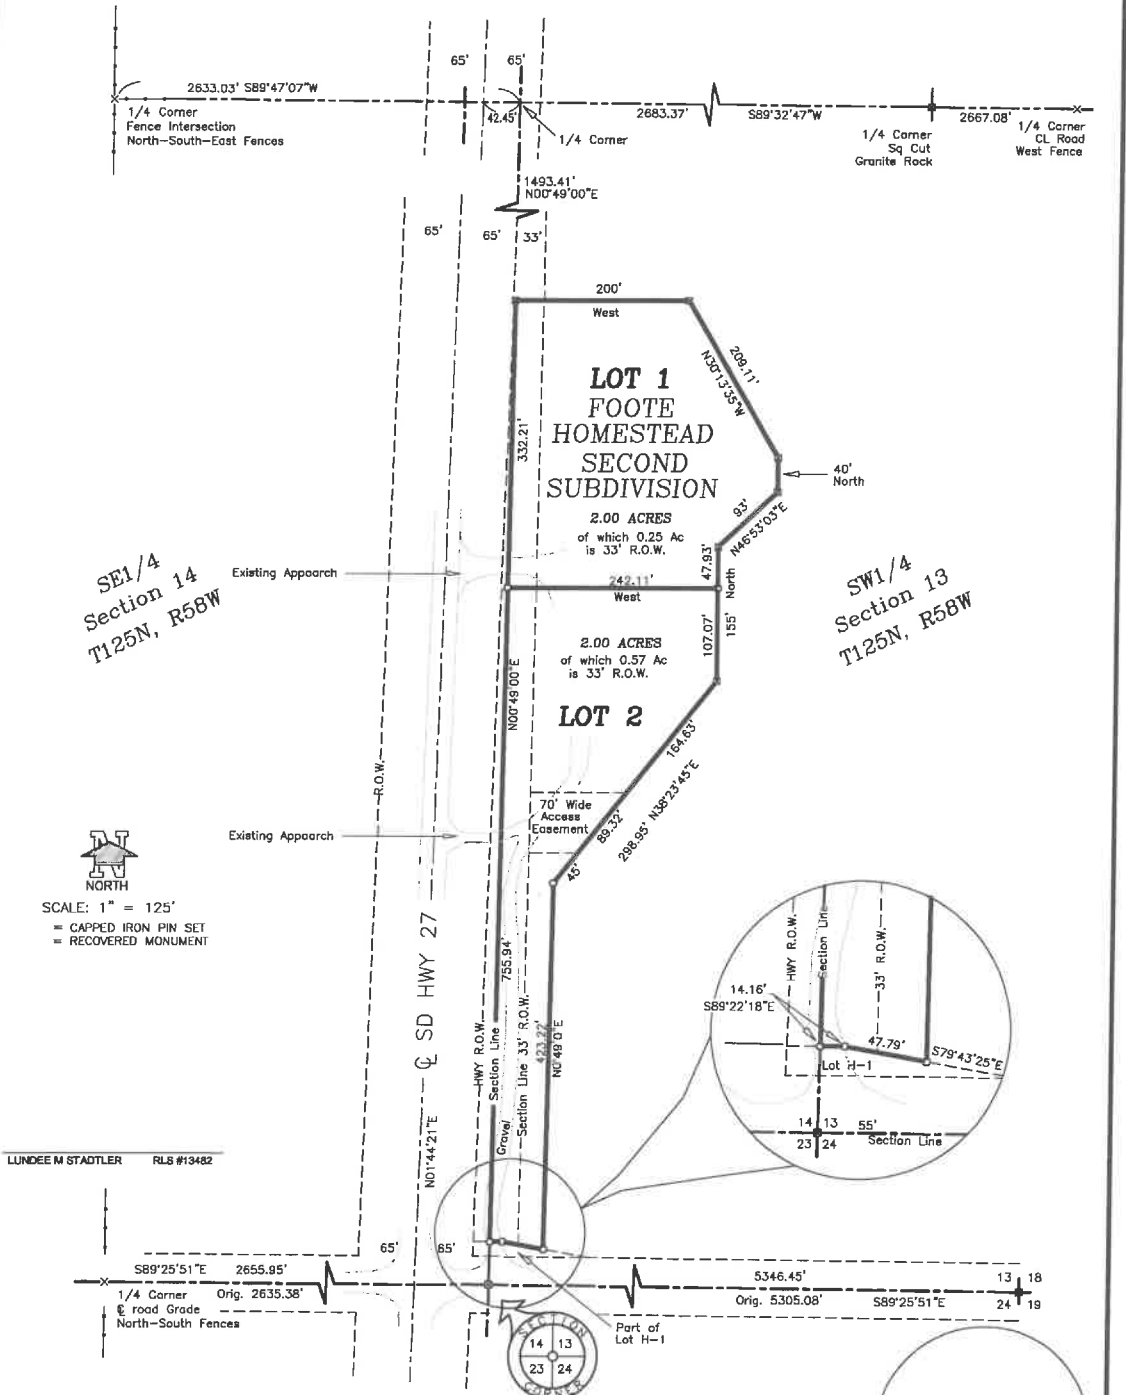 65'
65'
2633.03' S89°47'07"W
42.45'
2683.37'
S89°32'47"W
2667.08'
1/4 Corner
Fence Intersection
North-South-East Fences
1/4 Corner
1/4 Corner
Sq Cut
Granite Rock
1/4 Corner
CL Road
West Fence
1493.41'
N00°49'00"E
65'
65'
33'
200'
West
209.11'
N30°13'35"W
LOT 1
FOOTE
HOMESTEAD
SECOND
SUBDIVISION
332.21'
40'
North
2.00 ACRES
of which 0.25 Ac
is 33' R.O.W.
93'
N46°53'03"E
47.93'
North
SE1/4
Section 14
T125N, R58W
Existing Appoarch
242.11'
West
SW1/4
Section 13
T125N, R58W
2.00 ACRES
of which 0.57 Ac
is 33' R.O.W.
107.07'
155'
N00°49'00"E
LOT 2
164.63'
298.95' N38°23'45"E
R.O.W.
70' Wide
Access
Easement
89.32'
45'
Existing Appoarch
NORTH
SCALE: 1" = 125'
= CAPPED IRON PIN SET
= RECOVERED MONUMENT
755.94'
℄ SD HWY 27
N01°44'21"E
HWY R.O.W.
Section Line
Section Line 33' R.O.W.
Gravel
423.22'
N0°49'0"E
HWY R.O.W.
Section Line
33' R.O.W.
14.16'
S89°22'18"E
47.79'
S79°43'25"E
Lot H-1
14 13
55'
23 24
Section Line
LUNDEE M STADTLER RLS #13482
65'
65'
S89°25'51"E 2655.95'
Orig. 2635.38'
1/4 Corner
℄ road Grade
North-South Fences
5346.45'
Orig. 5305.08'
S89°25'51"E
13 18
24 19
Part of
Lot H-1
SECTION
14 13
23 24
CORNER